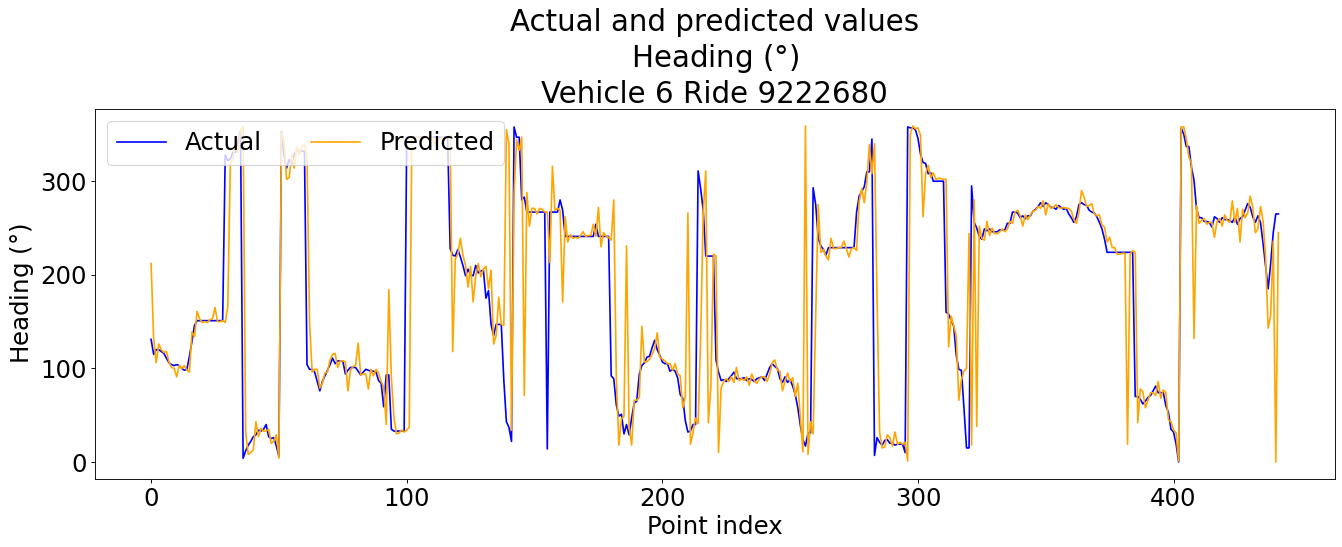 Actual and predicted values
Heading (°)
Vehicle 6 Ride 9222680
Actual Predicted
Heading (°)
300
200
100
0
0 100 200 300 400
Point index